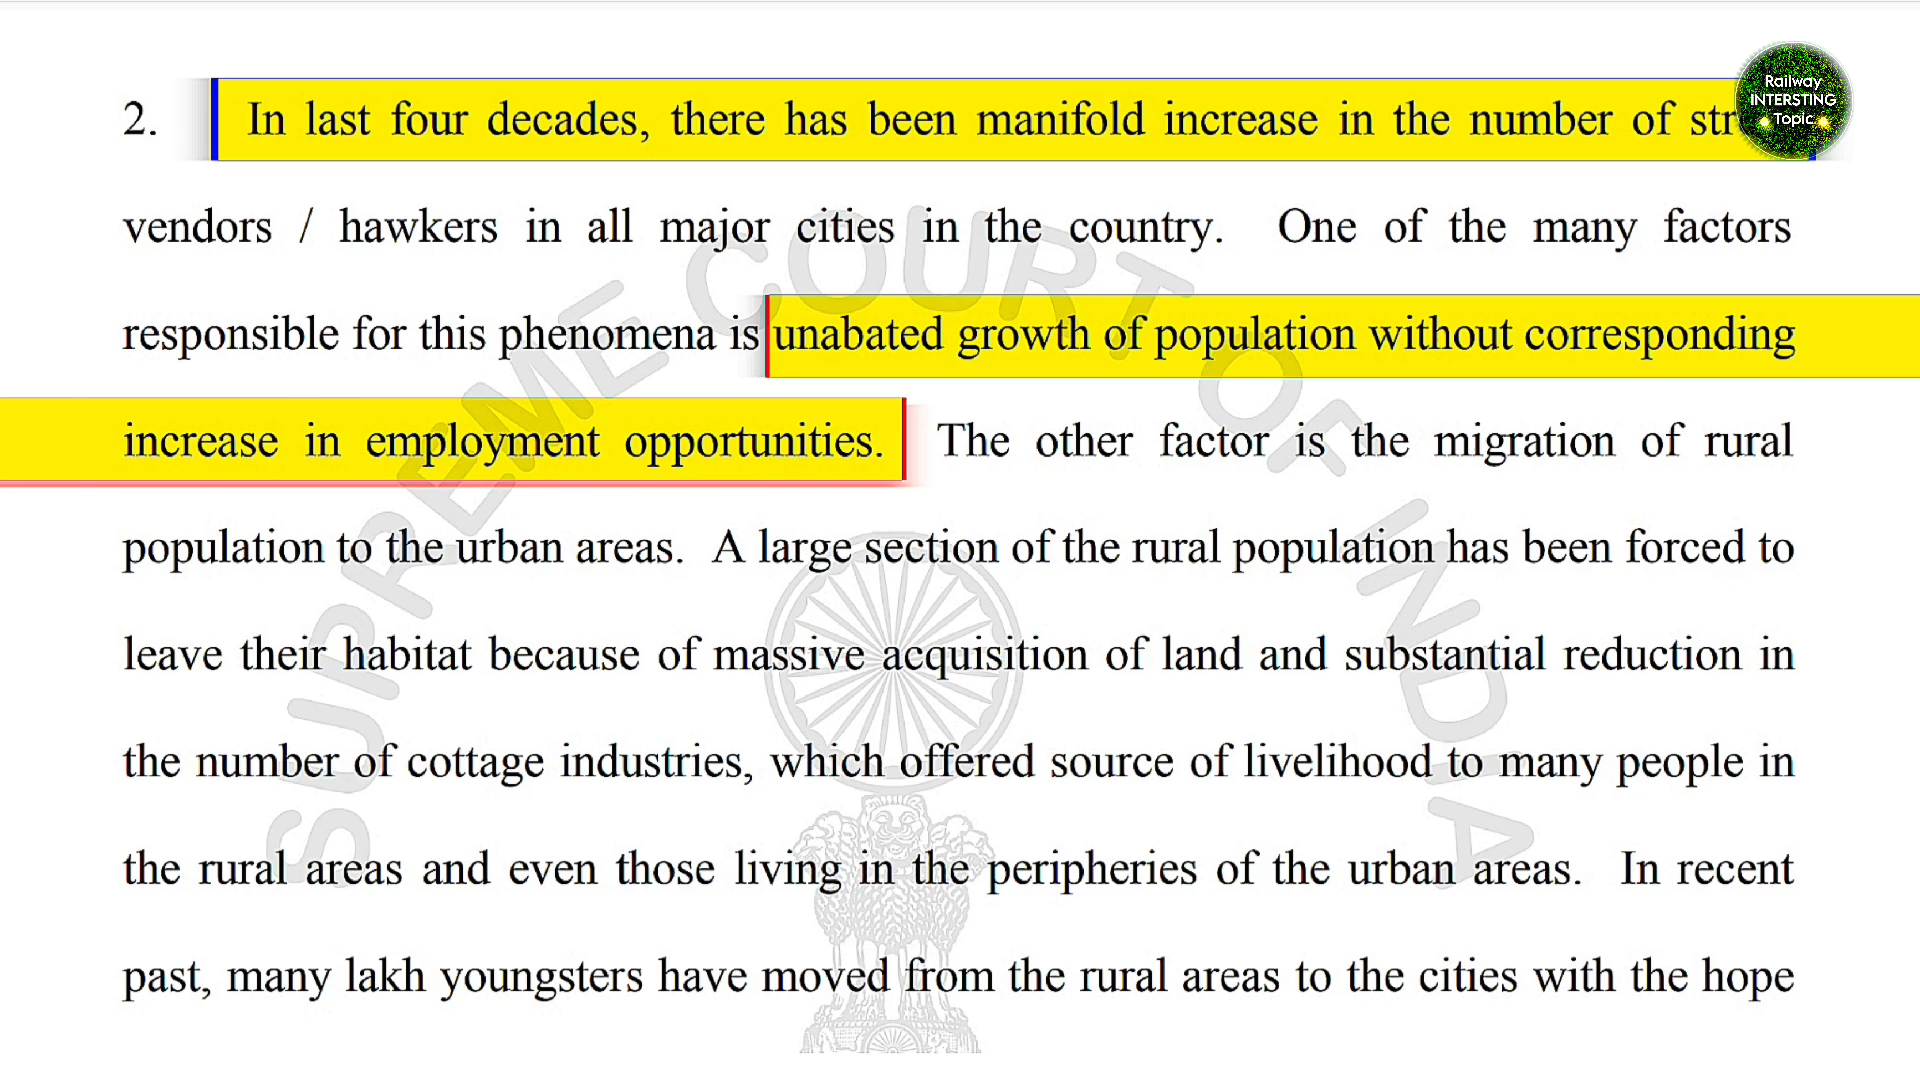 Railway
INTERSTING
Topic
2. In last four decades, there has been manifold increase in the number of
vendors / hawkers in all major cities in the country. One of the many factors
responsible for this phenomena is unabated growth of population without corresponding
increase in employment opportunities. The other factor is the migration of rural
population to the urban areas. A large section of the rural population has been forced to
leave their habitat because of massive acquisition of land and substantial reduction in
the number of cottage industries, which offered source of livelihood to many people in
the rural areas and even those living in the peripheries of the urban areas. In recent
past, many lakh youngsters have moved from the rural areas to the cities with the hope
SUPREME COURT OF INDIA